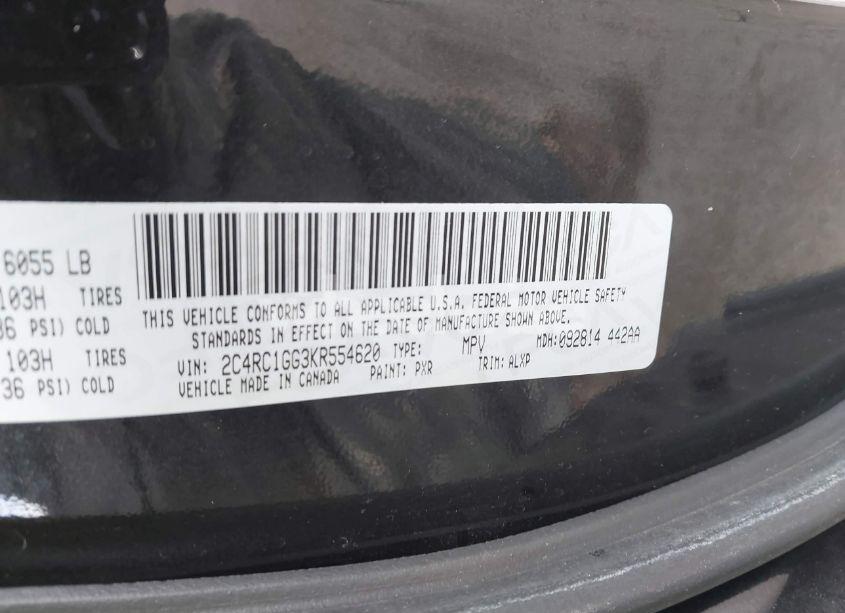 6055 LB
103H TIRES
36 PSI) COLD
103H TIRES
36 PSI) COLD
THIS VEHICLE CONFORMS TO ALL APPLICABLE U.S.A. FEDERAL MOTOR VEHICLE SAFETY
STANDARDS IN EFFECT ON THE DATE OF MANUFACTURE SHOWN ABOVE.
VIN: 2C4RC1GG3KR554620 TYPE: MPV MDH:092814 442AA
VEHICLE MADE IN CANADA PAINT: PXR TRIM: ALXP